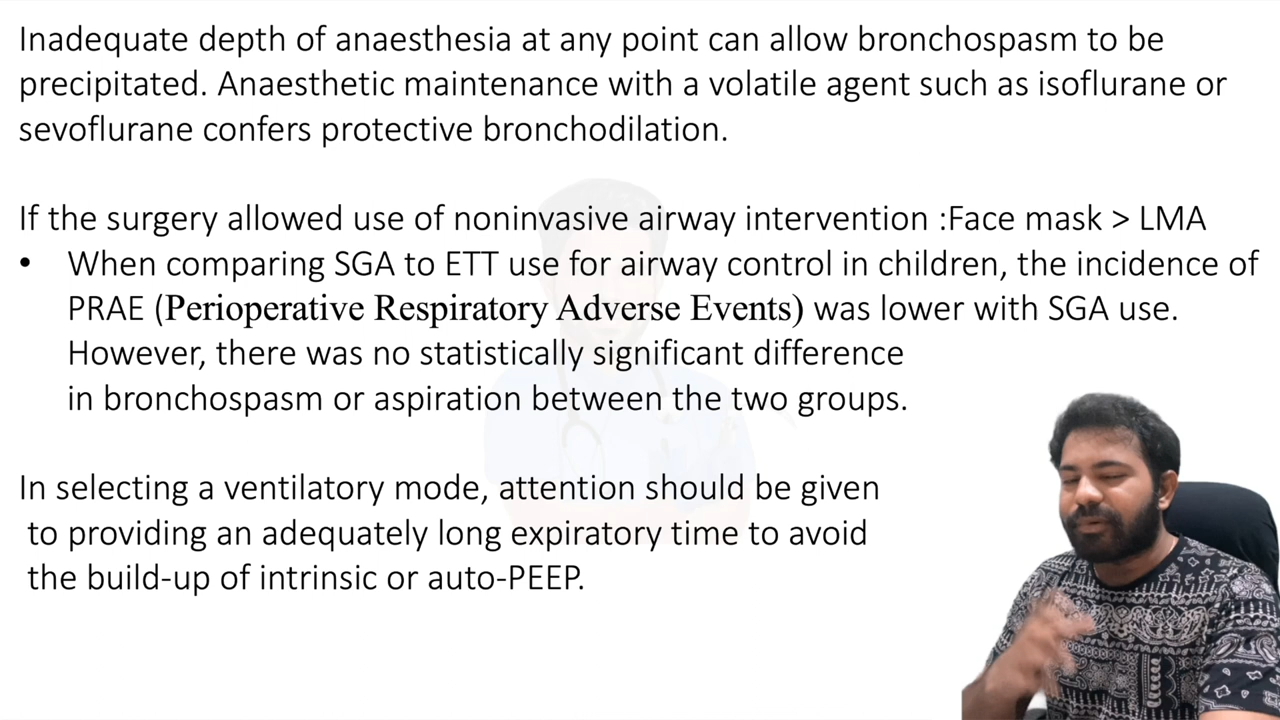 Inadequate depth of anaesthesia at any point can allow bronchospasm to be
precipitated. Anaesthetic maintenance with a volatile agent such as isoflurane or
sevoflurane confers protective bronchodilation.
If the surgery allowed use of noninvasive airway intervention :Face mask > LMA
• When comparing SGA to ETT use for airway control in children, the incidence of
PRAE (Perioperative Respiratory Adverse Events) was lower with SGA use.
However, there was no statistically significant difference
in bronchospasm or aspiration between the two groups.
In selecting a ventilatory mode, attention should be given
to providing an adequately long expiratory time to avoid
the build-up of intrinsic or auto-PEEP.